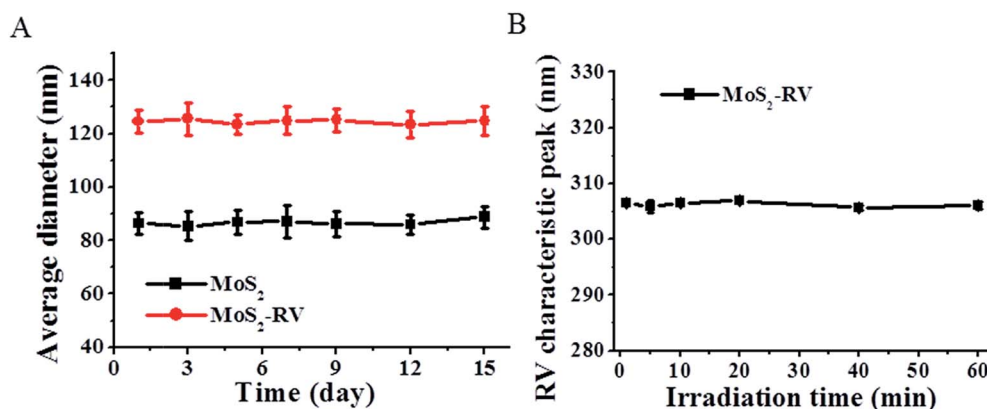 A
Average diameter (nm)
140
120
100
80
60
40
MoS2
MoS2-RV
0 3 6 9 12 15
Time (day)
B
RV characteristic peak (nm)
330
320
310
300
290
280
MoS2-RV
0 10 20 30 40 50 60
Irradiation time (min)